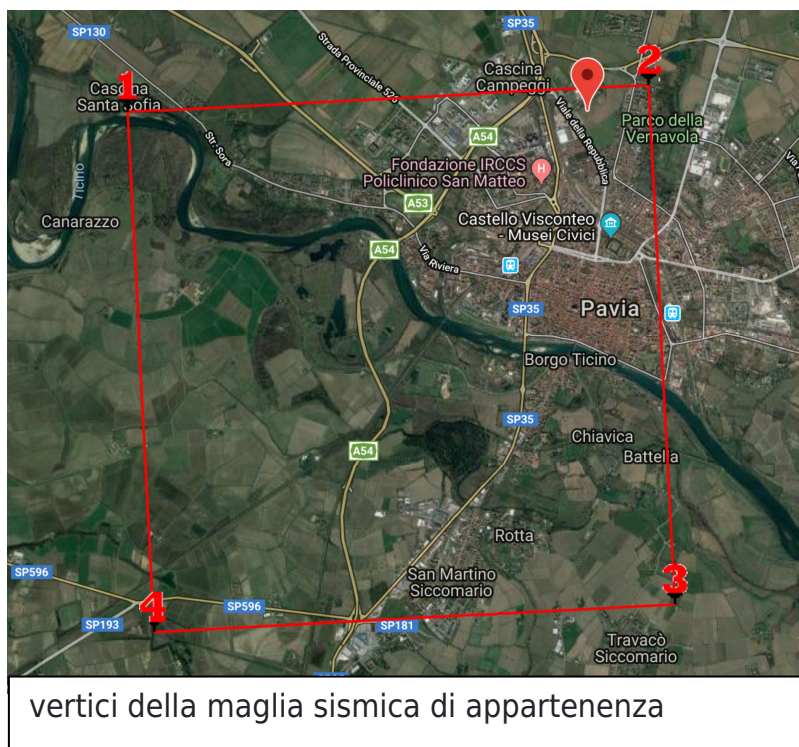 SP130
SP35
Strada Provinciale 526
1
Cascina
Santa Sofia
Cascina
Campeggi
2
Viale della Repubblica
Parco della
Vernavola
A54
Str. Sora
Fondazione IRCCS
Policlinico San Matteo
H
Ticino
A53
Canarazzo
Castello Visconteo
- Musei Civici
A54
Via Riviera
SP35
Pavia
Borgo Ticino
SP35
Chiavica
Battella
A54
Rotta
SP596
San Martino
Siccomario
3
4
SP596
SP193
SP181
Travacò
Siccomario
vertici della maglia sismica di appartenenza